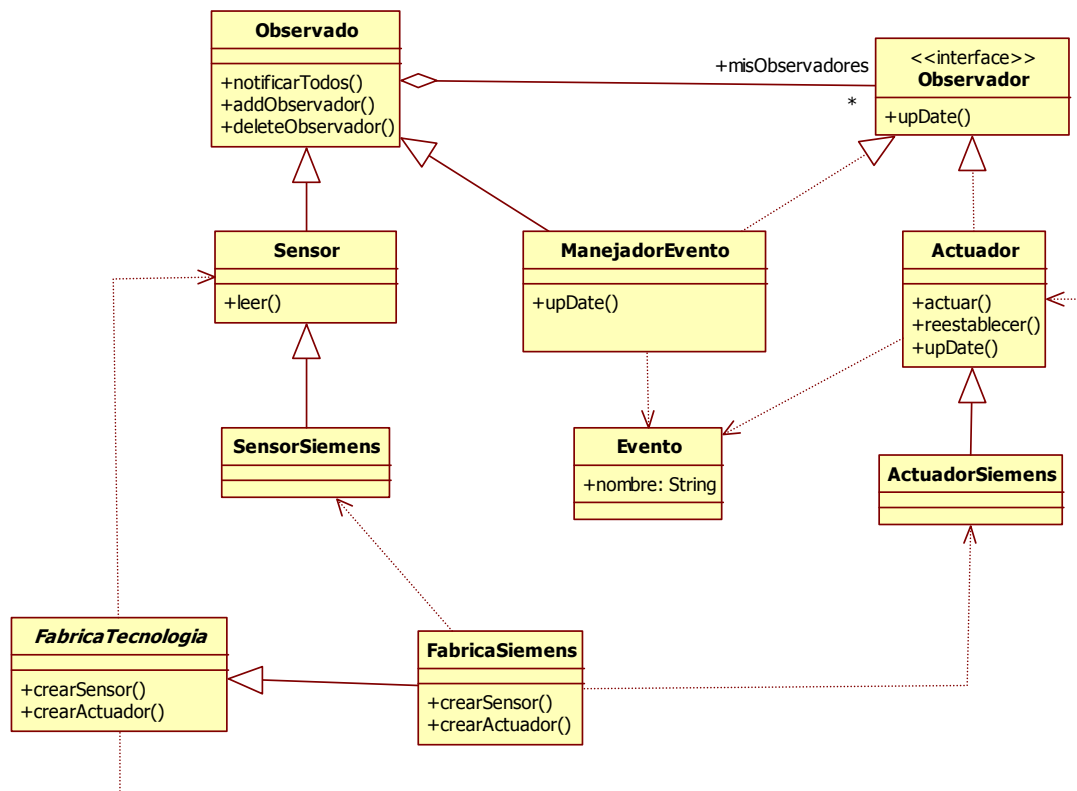 Observado
+notificarTodos()
+addObservador()
+deleteObservador()
+misObservadores
*
<<interface>>
Observador
+upDate()
Sensor
+leer()
ManejadorEvento
+upDate()
Actuador
+actuar()
+reestablecer()
+upDate()
SensorSiemens
Evento
+nombre: String
ActuadorSiemens
FabricaTecnologia
+crearSensor()
+crearActuador()
FabricaSiemens
+crearSensor()
+crearActuador()